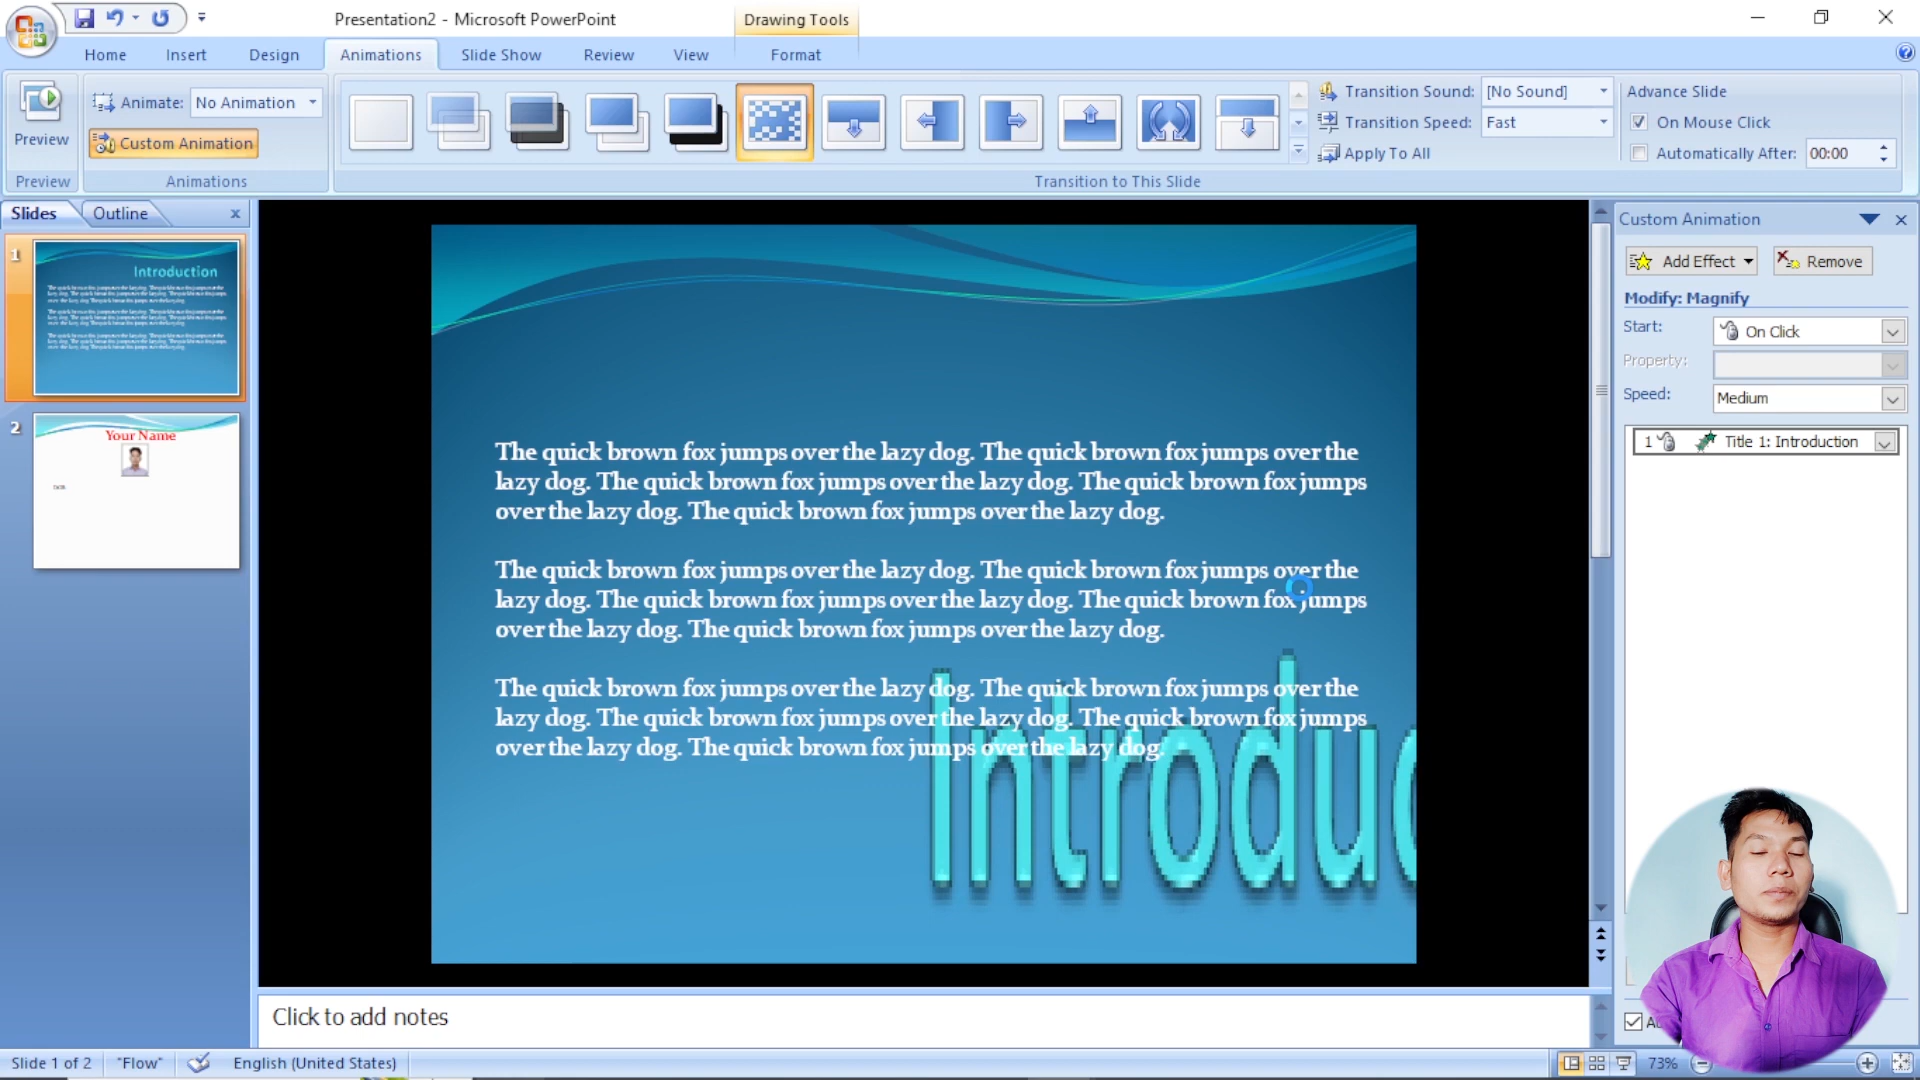 Presentation2 - Microsoft PowerPoint
Drawing Tools
Home
Insert
Design
Animations
Slide Show
Review
View
Format
Preview
Animate:
No Animation
Custom Animation
Transition Sound:
[No Sound]
Transition Speed:
Fast
Apply To All
Advance Slide
On Mouse Click
Automatically After:
00:00
Preview
Animations
Transition to This Slide
Slides
Outline
x
1
Introduction
2
Your Name
The quick brown fox jumps over the lazy dog. The quick brown fox jumps over the
lazy dog. The quick brown fox jumps over the lazy dog. The quick brown fox jumps
over the lazy dog. The quick brown fox jumps over the lazy dog.
The quick brown fox jumps over the lazy dog. The quick brown fox jumps over the
lazy dog. The quick brown fox jumps over the lazy dog. The quick brown fox jumps
over the lazy dog. The quick brown fox jumps over the lazy dog.
The quick brown fox jumps over the lazy dog. The quick brown fox jumps over the
lazy dog. The quick brown fox jumps over the lazy dog. The quick brown fox jumps
over the lazy dog. The quick brown fox jumps over the lazy dog.
Introduc
Custom Animation
Add Effect
Remove
Modify: Magnify
Start:
On Click
Property:
Speed:
Medium
1
Title 1: Introduction
Click to add notes
Slide 1 of 2
"Flow"
English (United States)
73%